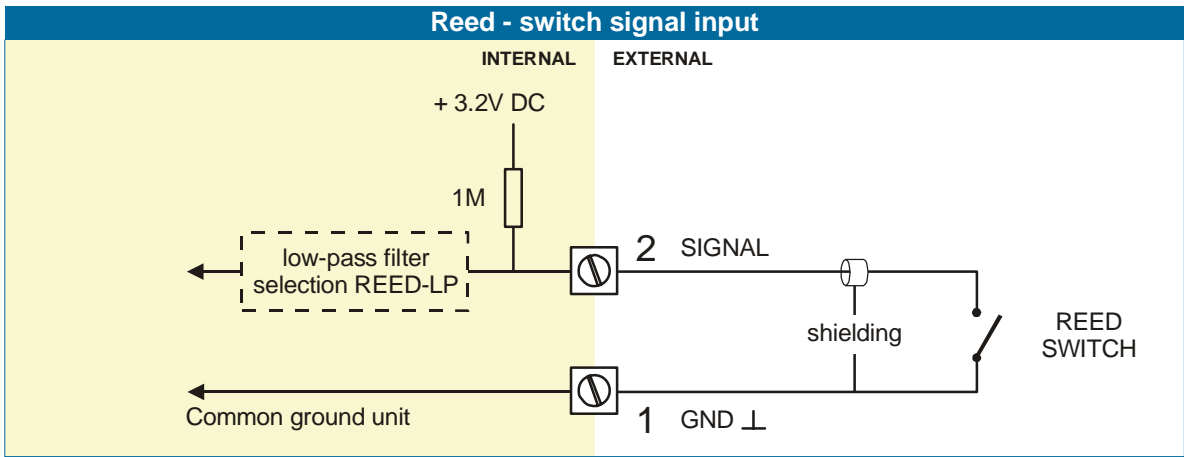 Reed - switch signal input
INTERNAL
EXTERNAL
+ 3.2V DC
1M
low-pass filter
selection REED-LP
2 SIGNAL
shielding
REED
SWITCH
Common ground unit
1 GND ⊥